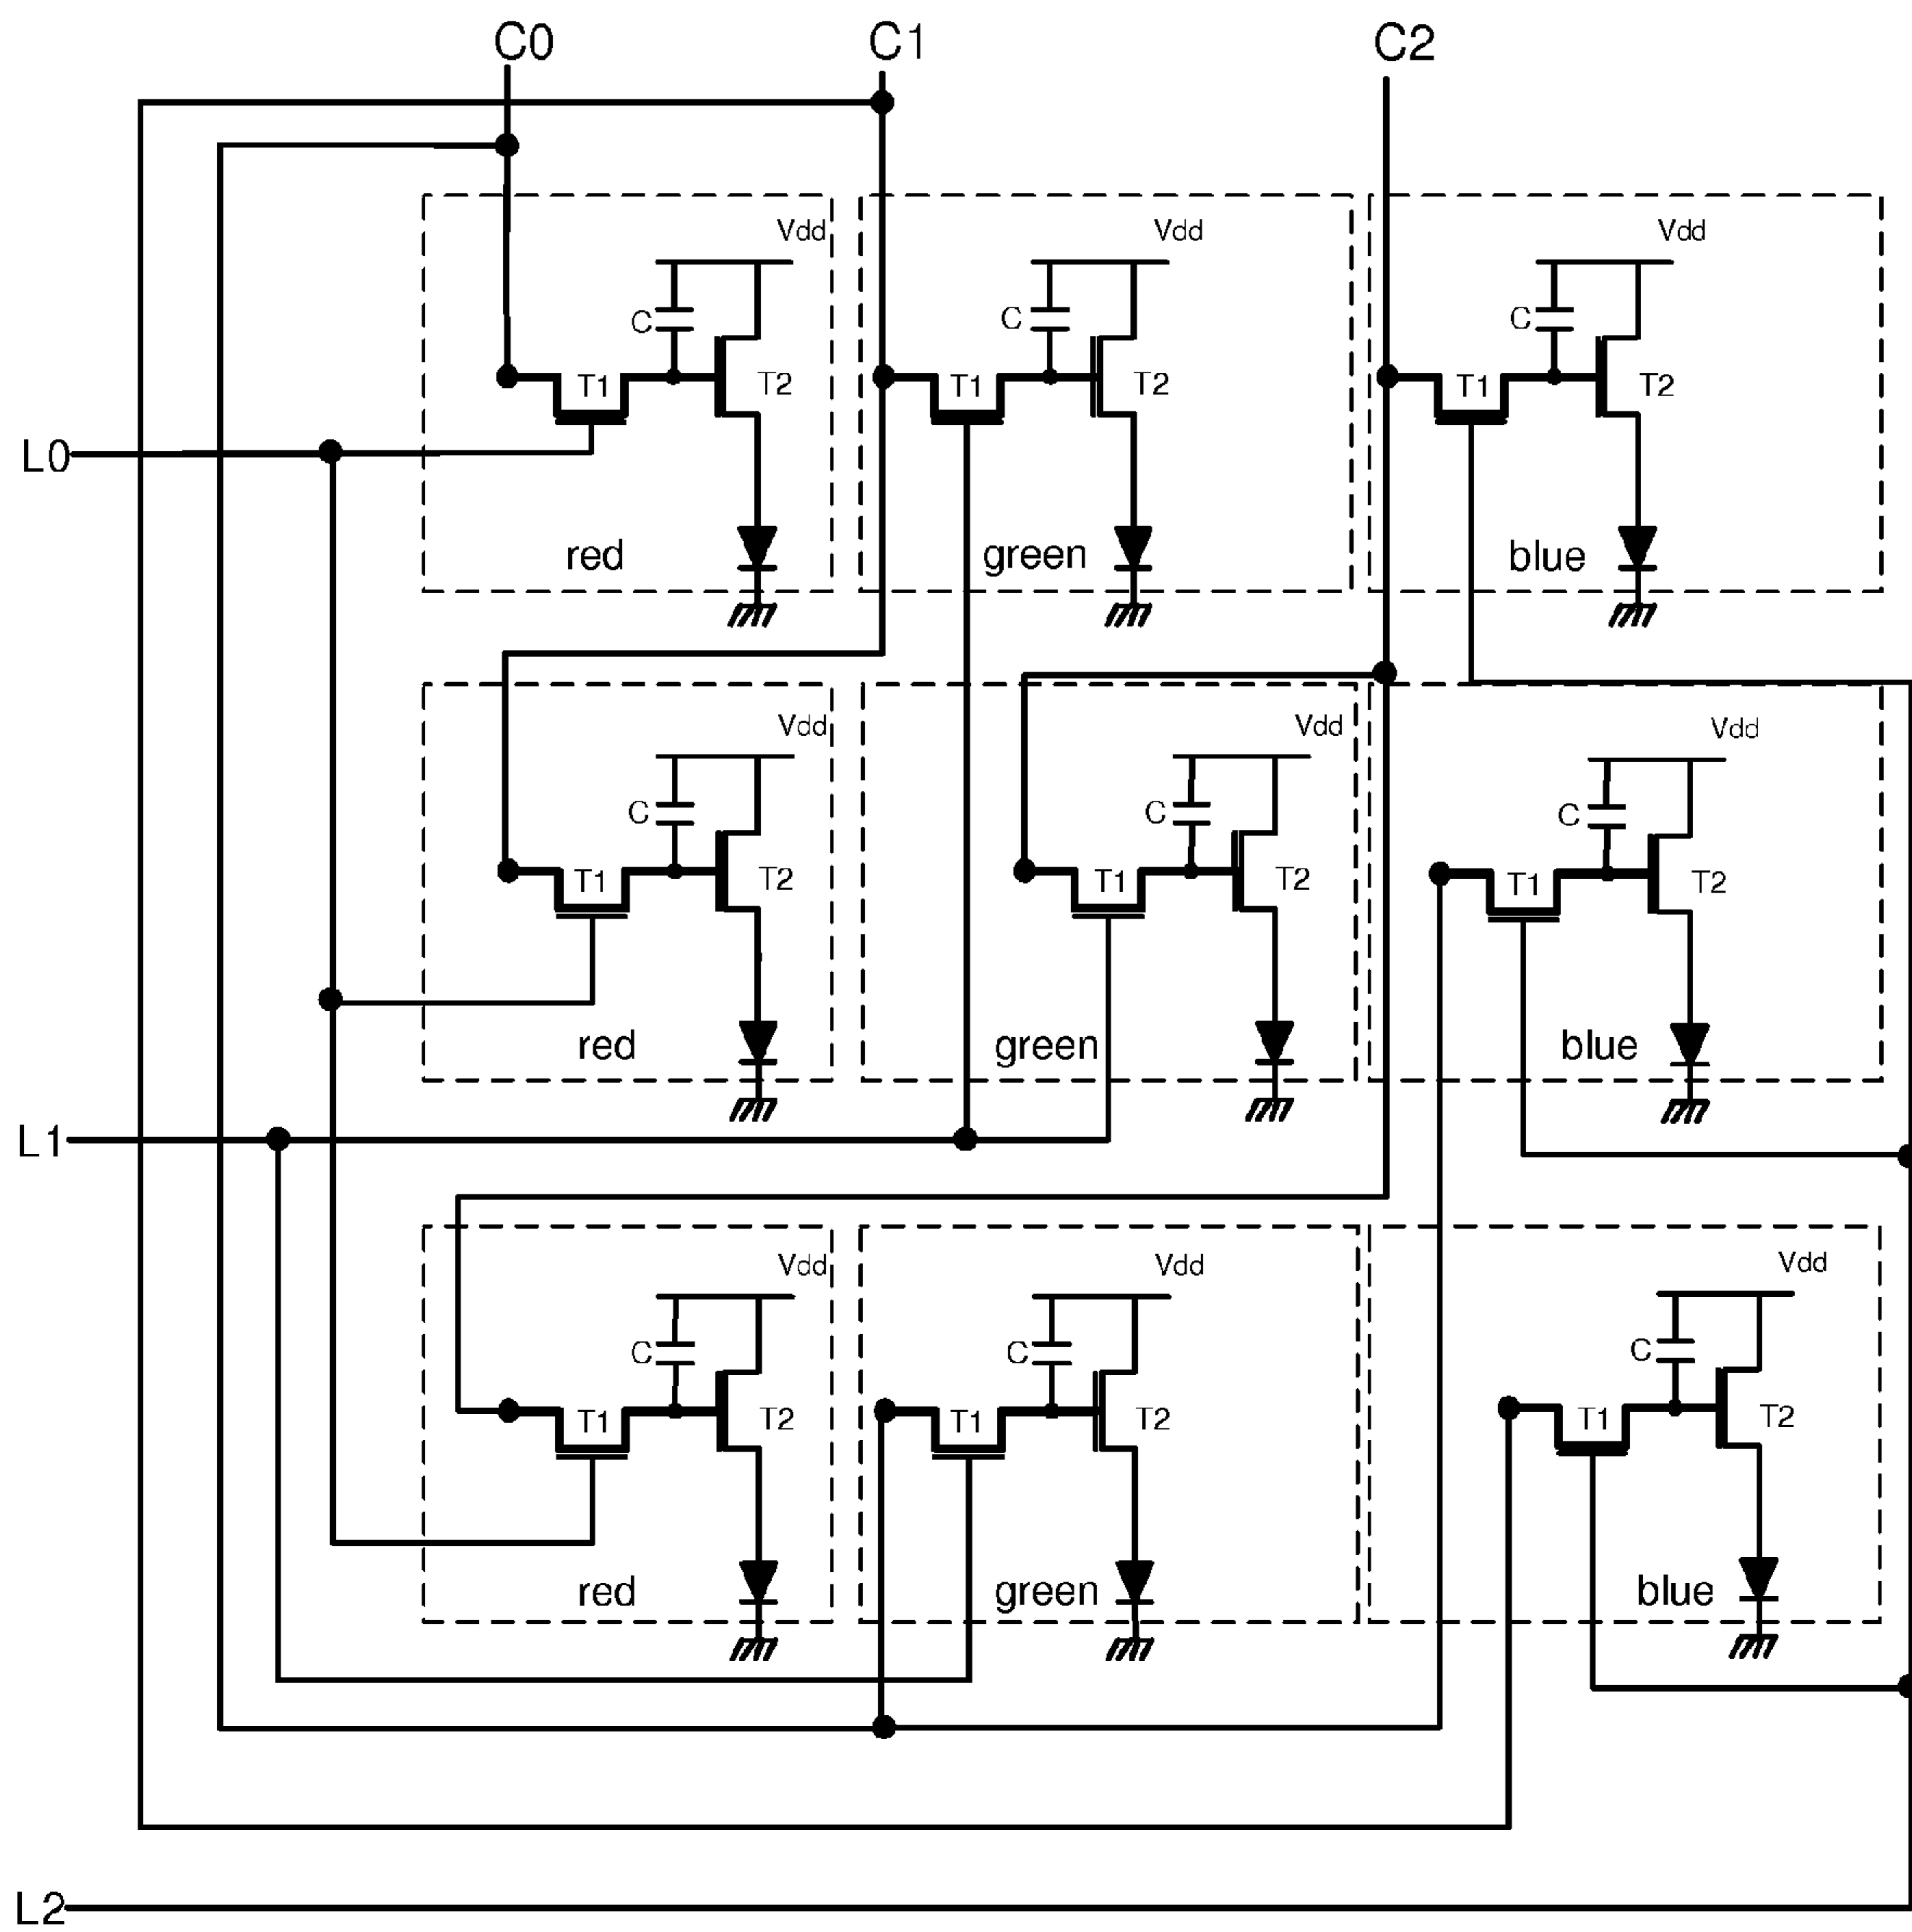 C0 C1 C2
Vdd Vdd Vdd
C C C
T1 T2 T1 T2 T1 T2
L0
red green blue
Vdd Vdd Vdd
C C C
T1 T2 T1 T2 T1 T2
red green blue
L1
Vdd Vdd Vdd
C C C
T1 T2 T1 T2 T1 T2
red green blue
L2